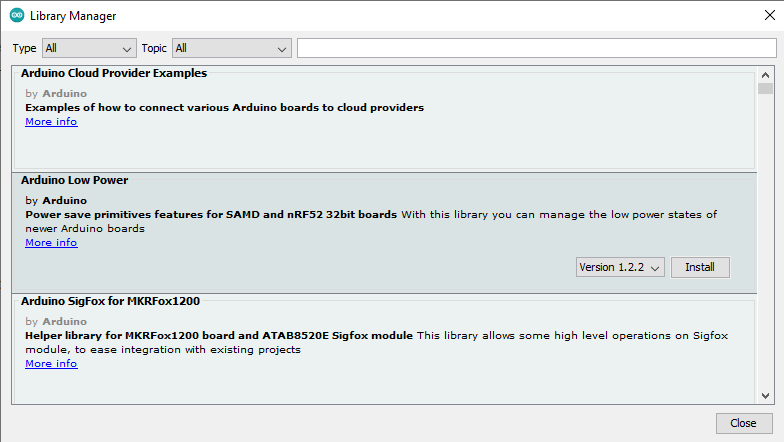 Library Manager
Type All Topic All
Arduino Cloud Provider Examples
by Arduino
Examples of how to connect various Arduino boards to cloud providers
More info
Arduino Low Power
by Arduino
Power save primitives features for SAMD and nRF52 32bit boards With this library you can manage the low power states of
newer Arduino boards
More info
Version 1.2.2 Install
Arduino SigFox for MKRFox1200
by Arduino
Helper library for MKRFox1200 board and ATAB8520E Sigfox module This library allows some high level operations on Sigfox
module, to ease integration with existing projects
More info
Close